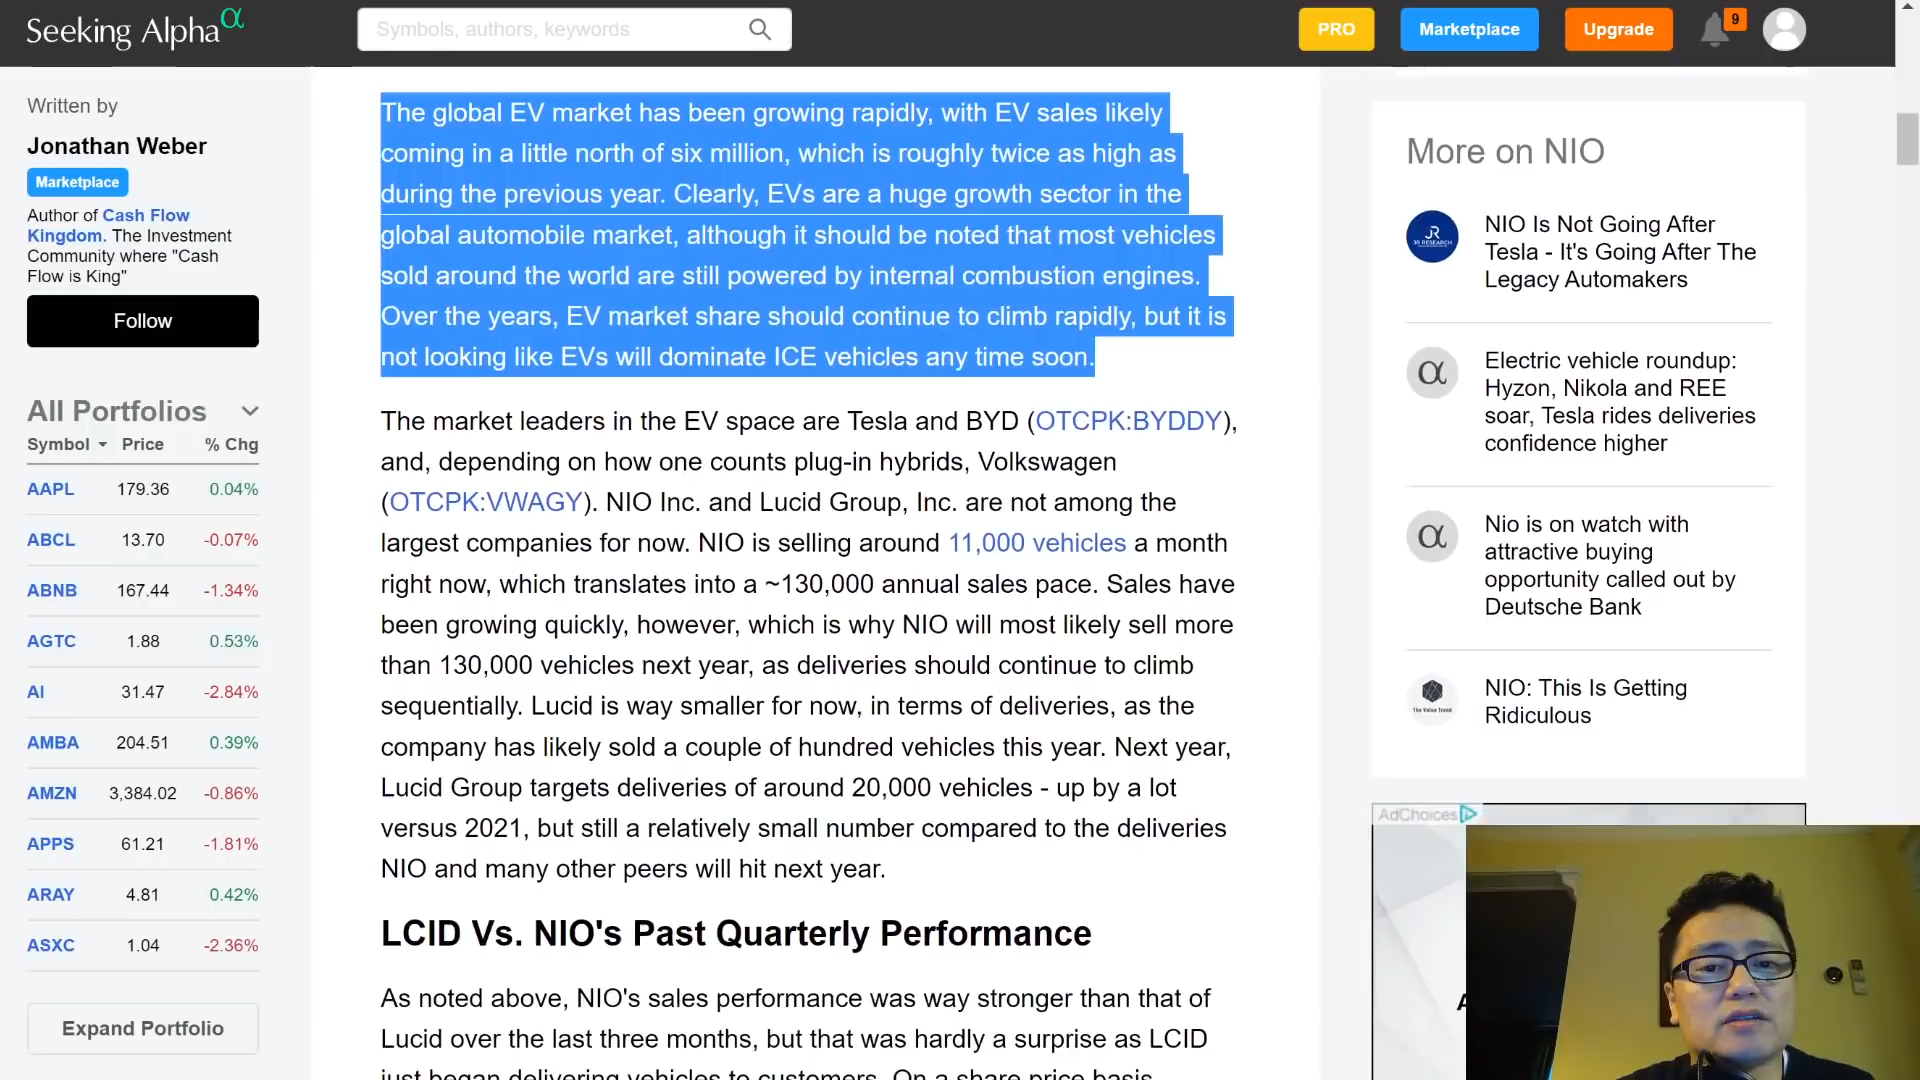 Seeking Alpha α
Symbols, authors, keywords
PRO
Marketplace
Upgrade
9
Written by
Jonathan Weber
Marketplace
Author of Cash Flow
Kingdom. The Investment
Community where "Cash
Flow is King"
Follow
All Portfolios
Symbol Price % Chg
AAPL 179.36 0.04%
ABCL 13.70 -0.07%
ABNB 167.44 -1.34%
AGTC 1.88 0.53%
AI 31.47 -2.84%
AMBA 204.51 0.39%
AMZN 3,384.02 -0.86%
APPS 61.21 -1.81%
ARAY 4.81 0.42%
ASXC 1.04 -2.36%
Expand Portfolio
The global EV market has been growing rapidly, with EV sales likely
coming in a little north of six million, which is roughly twice as high as
during the previous year. Clearly, EVs are a huge growth sector in the
global automobile market, although it should be noted that most vehicles
sold around the world are still powered by internal combustion engines.
Over the years, EV market share should continue to climb rapidly, but it is
not looking like EVs will dominate ICE vehicles any time soon.
The market leaders in the EV space are Tesla and BYD (OTCPK:BYDDY),
and, depending on how one counts plug-in hybrids, Volkswagen
(OTCPK:VWAGY). NIO Inc. and Lucid Group, Inc. are not among the
largest companies for now. NIO is selling around 11,000 vehicles a month
right now, which translates into a ~130,000 annual sales pace. Sales have
been growing quickly, however, which is why NIO will most likely sell more
than 130,000 vehicles next year, as deliveries should continue to climb
sequentially. Lucid is way smaller for now, in terms of deliveries, as the
company has likely sold a couple of hundred vehicles this year. Next year,
Lucid Group targets deliveries of around 20,000 vehicles - up by a lot
versus 2021, but still a relatively small number compared to the deliveries
NIO and many other peers will hit next year.
LCID Vs. NIO's Past Quarterly Performance
As noted above, NIO's sales performance was way stronger than that of
Lucid over the last three months, but that was hardly a surprise as LCID
just began delivering vehicles to customers. On a share price basis,
More on NIO
JR
JR RESEARCH
NIO Is Not Going After
Tesla - It's Going After The
Legacy Automakers
α
Electric vehicle roundup:
Hyzon, Nikola and REE
soar, Tesla rides deliveries
confidence higher
α
Nio is on watch with
attractive buying
opportunity called out by
Deutsche Bank
The Value Trend
NIO: This Is Getting
Ridiculous
AdChoices